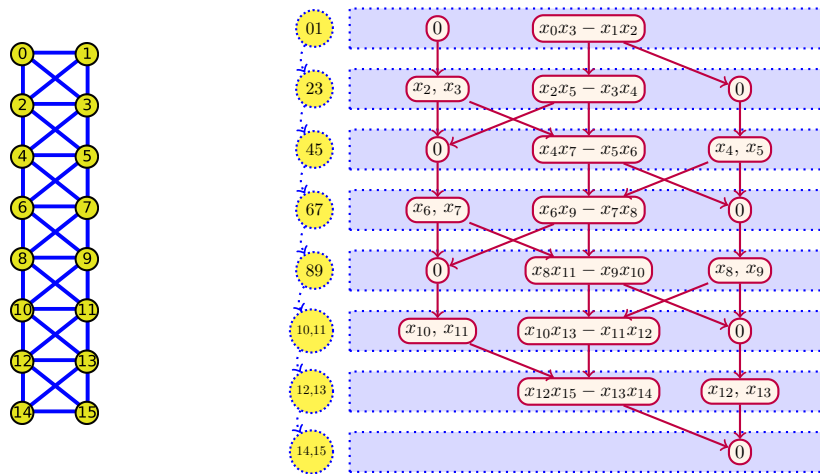 0 1
2 3
4 5
6 7
8 9
10 11
12 13
14 15
01 0 x₀x₃ − x₁x₂
23 x₂, x₃ x₂x₅ − x₃x₄ 0
45 0 x₄x₇ − x₅x₆ x₄, x₅
67 x₆, x₇ x₆x₉ − x₇x₈ 0
89 0 x₈x₁₁ − x₉x₁₀ x₈, x₉
10,11 x₁₀, x₁₁ x₁₀x₁₃ − x₁₁x₁₂ 0
12,13 x₁₂x₁₅ − x₁₃x₁₄ x₁₂, x₁₃
14,15 0